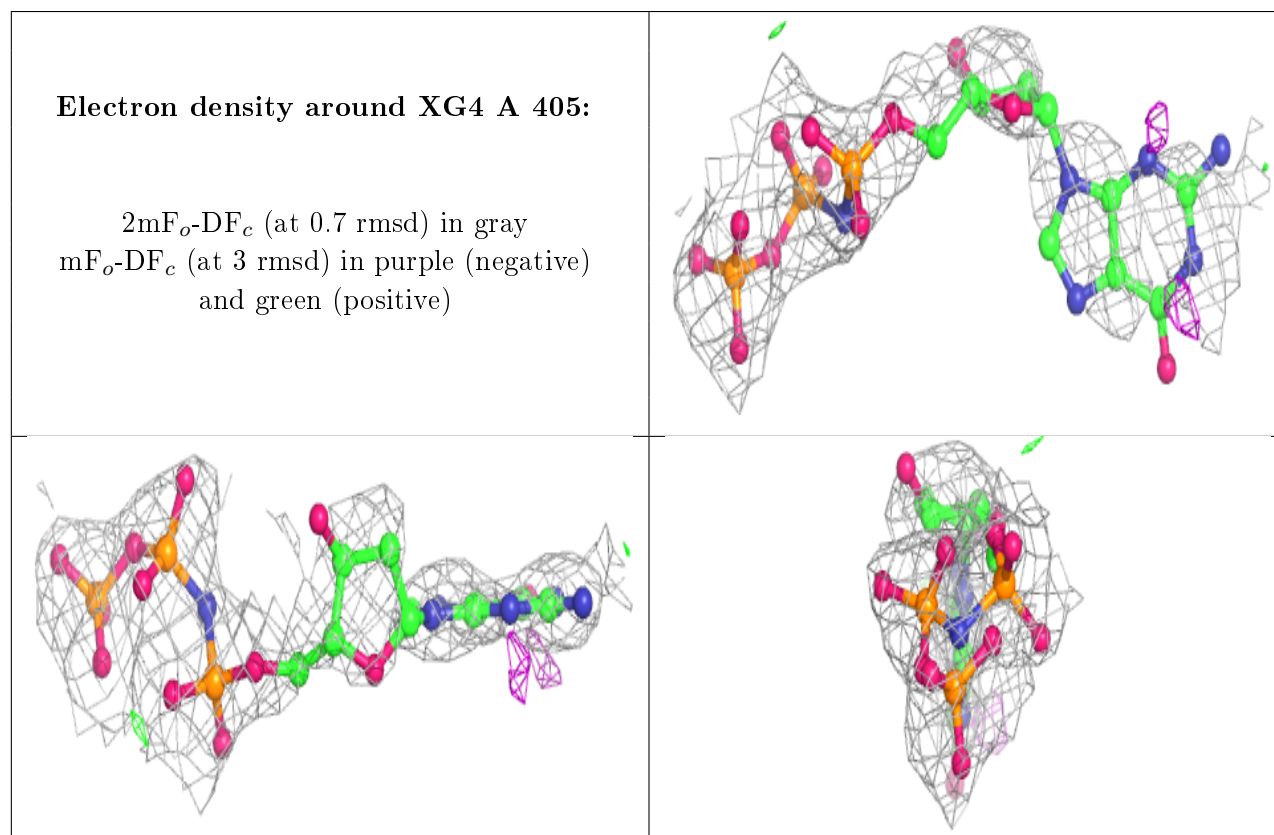 Electron density around XG4 A 405:
2mFₒ-DF𝒸 (at 0.7 rmsd) in gray
mFₒ-DF𝒸 (at 3 rmsd) in purple (negative)
and green (positive)